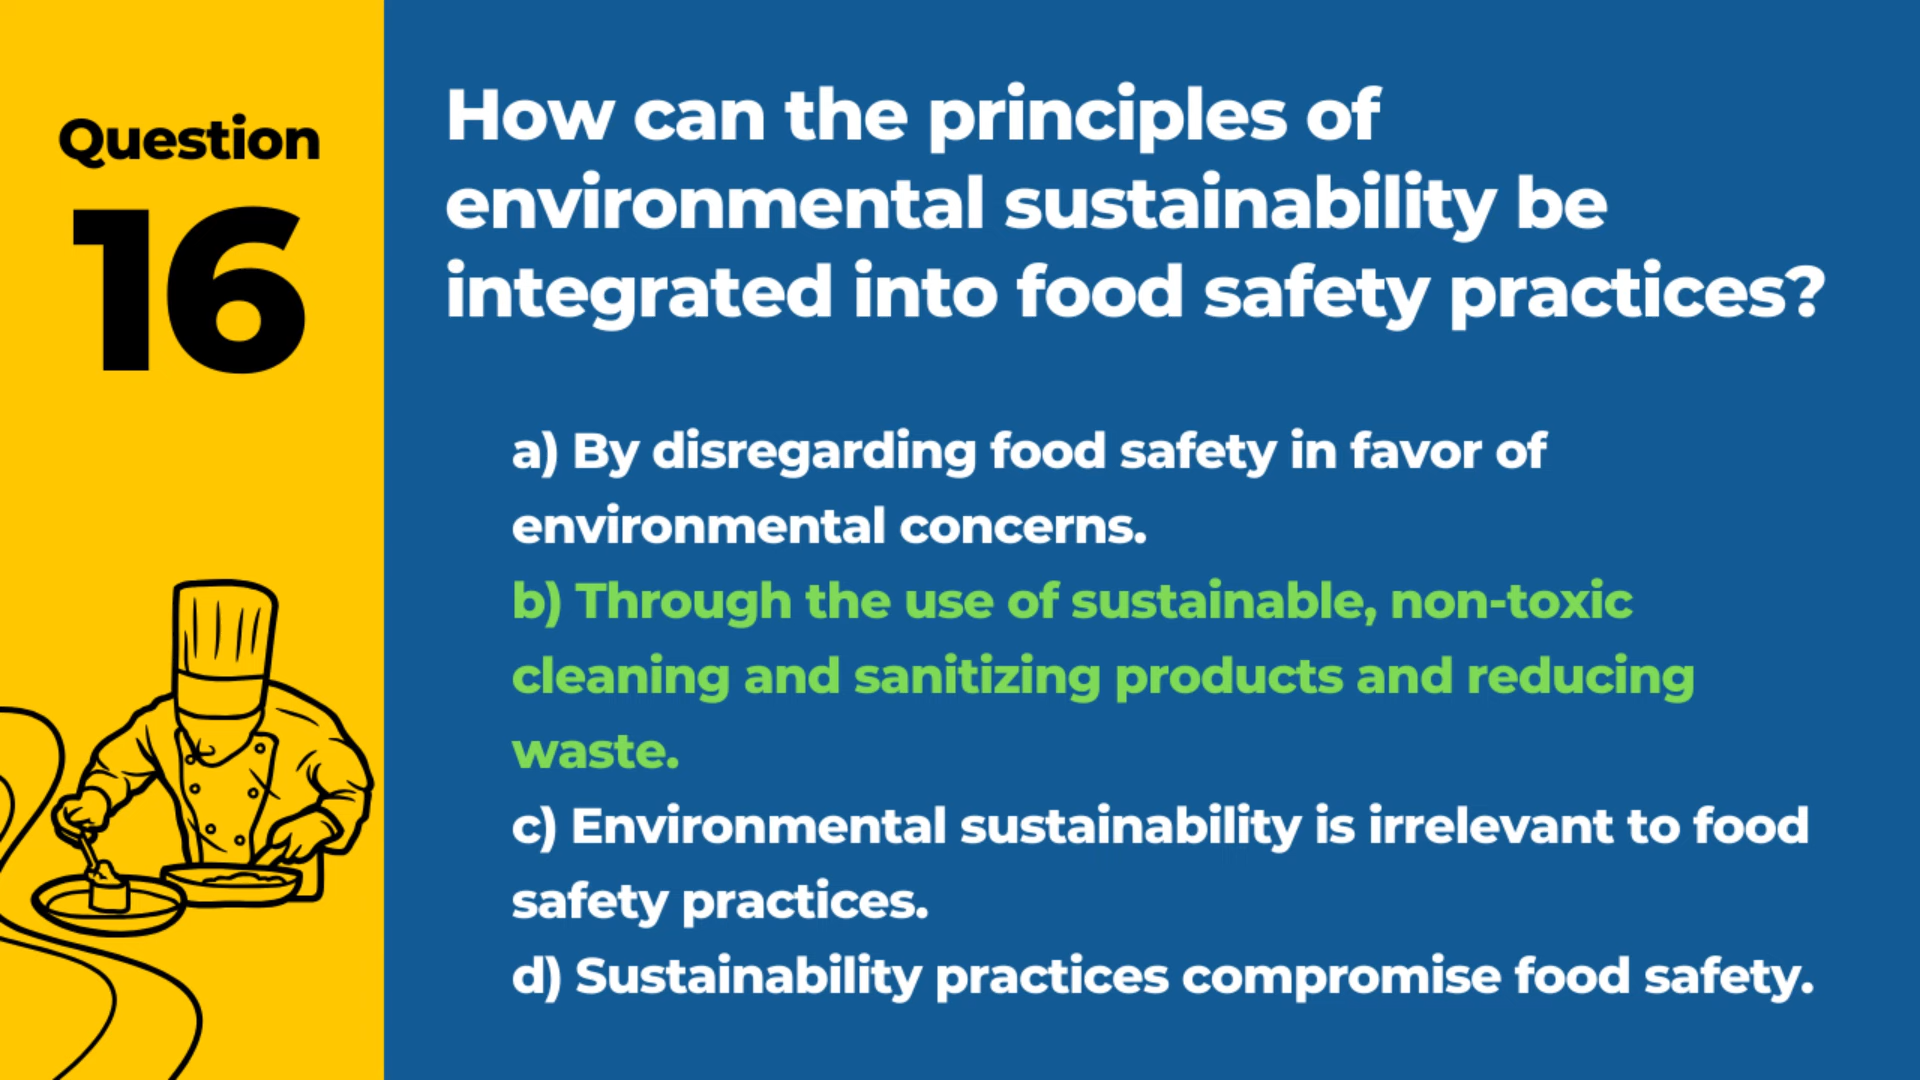 Question
16
How can the principles of
environmental sustainability be
integrated into food safety practices?
a) By disregarding food safety in favor of
environmental concerns.
b) Through the use of sustainable, non-toxic
cleaning and sanitizing products and reducing
waste.
c) Environmental sustainability is irrelevant to food
safety practices.
d) Sustainability practices compromise food safety.